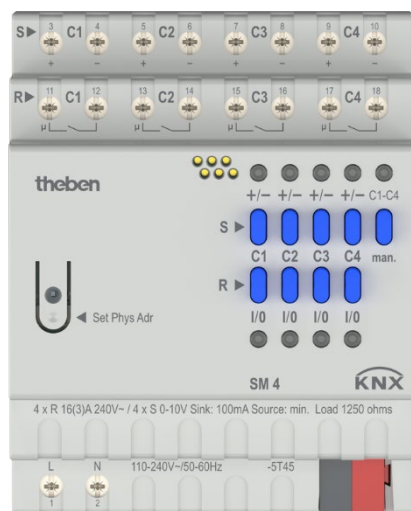 3 4 5 6 7 8 9 10
S▶ C1 C2 C3 C4
+ − + − + − + −
11 12 13 14 15 16 17 18
R▶ C1 C2 C3 C4
µ µ µ µ
theben
+/− +/− +/− +/− C1-C4
S ▶
C1 C2 C3 C4 man.
R ▶
I/0 I/0 I/0 I/0
◀ Set Phys Adr
SM 4 KNX
4 x R 16(3)A 240V~ / 4 x S 0-10V Sink: 100mA Source: min. Load 1250 ohms
L N 110-240V~/50-60Hz -5T45
1 2